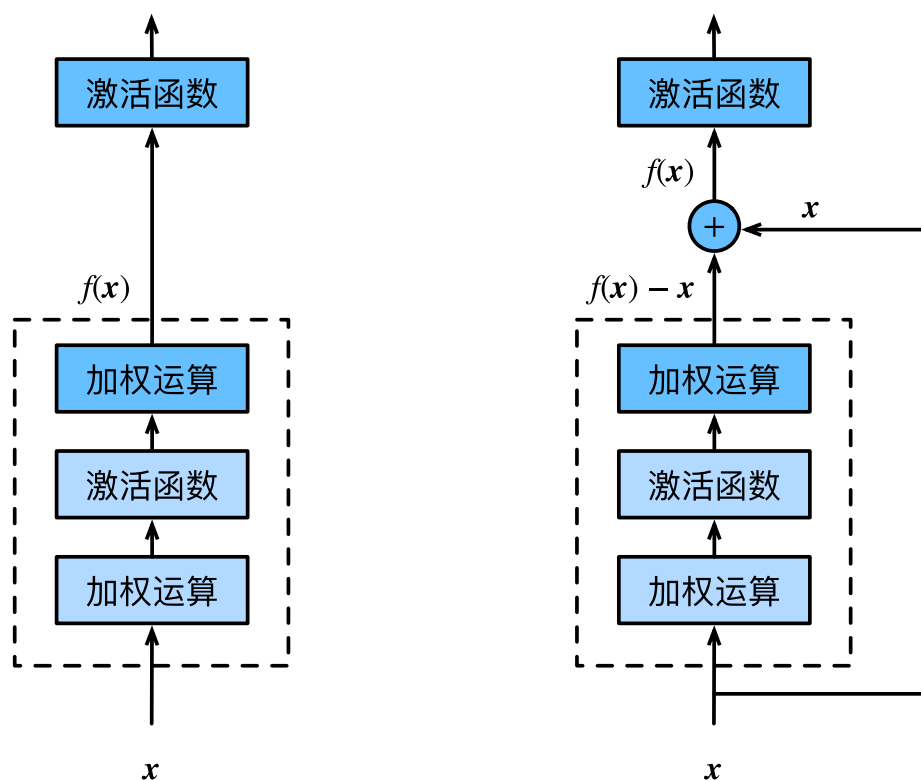 激活函数
f(x)
加权运算
激活函数
加权运算
x
激活函数
f(x)
x
+
f(x) − x
加权运算
激活函数
加权运算
x